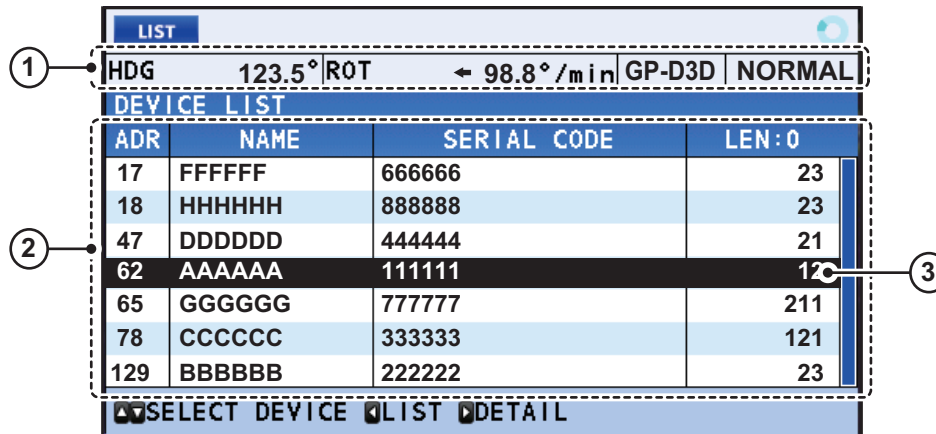 LIST
1 HDG 123.5° ROT ← 98.8°/min GP-D3D NORMAL
DEVICE LIST
ADR NAME SERIAL CODE LEN:0
17 FFFFFF 666666 23
18 HHHHHH 888888 23
2 47 DDDDDD 444444 21
62 AAAAAA 111111 12 3
65 GGGGGG 777777 211
78 CCCCCC 333333 121
129 BBBBBB 222222 23
▲▼SELECT DEVICE ◀LIST ▶DETAIL